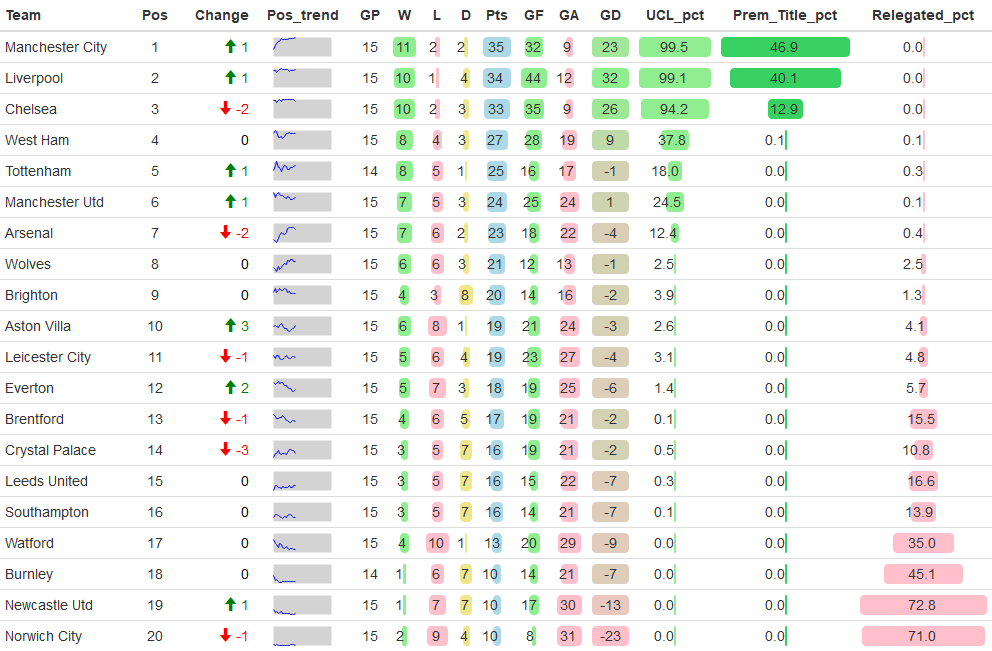 Team Pos Change Pos_trend GP W L D Pts GF GA GD UCL_pct Prem_Title_pct Relegated_pct
Manchester City 1 1 15 11 2 2 35 32 9 23 99.5 46.9 0.0
Liverpool 2 1 15 10 1 4 34 44 12 32 99.1 40.1 0.0
Chelsea 3 -2 15 10 2 3 33 35 9 26 94.2 12.9 0.0
West Ham 4 0 15 8 4 3 27 28 19 9 37.8 0.1 0.1
Tottenham 5 1 14 8 5 1 25 16 17 -1 18.0 0.0 0.3
Manchester Utd 6 1 15 7 5 3 24 25 24 1 24.5 0.0 0.1
Arsenal 7 -2 15 7 6 2 23 18 22 -4 12.4 0.0 0.4
Wolves 8 0 15 6 6 3 21 12 13 -1 2.5 0.0 2.5
Brighton 9 0 15 4 3 8 20 14 16 -2 3.9 0.0 1.3
Aston Villa 10 3 15 6 8 1 19 21 24 -3 2.6 0.0 4.1
Leicester City 11 -1 15 5 6 4 19 23 27 -4 3.1 0.0 4.8
Everton 12 2 15 5 7 3 18 19 25 -6 1.4 0.0 5.7
Brentford 13 -1 15 4 6 5 17 19 21 -2 0.1 0.0 15.5
Crystal Palace 14 -3 15 3 5 7 16 19 21 -2 0.5 0.0 10.8
Leeds United 15 0 15 3 5 7 16 15 22 -7 0.3 0.0 16.6
Southampton 16 0 15 3 5 7 16 14 21 -7 0.1 0.0 13.9
Watford 17 0 15 4 10 1 13 20 29 -9 0.0 0.0 35.0
Burnley 18 0 14 1 6 7 10 14 21 -7 0.0 0.0 45.1
Newcastle Utd 19 1 15 1 7 7 10 17 30 -13 0.0 0.0 72.8
Norwich City 20 -1 15 2 9 4 10 8 31 -23 0.0 0.0 71.0